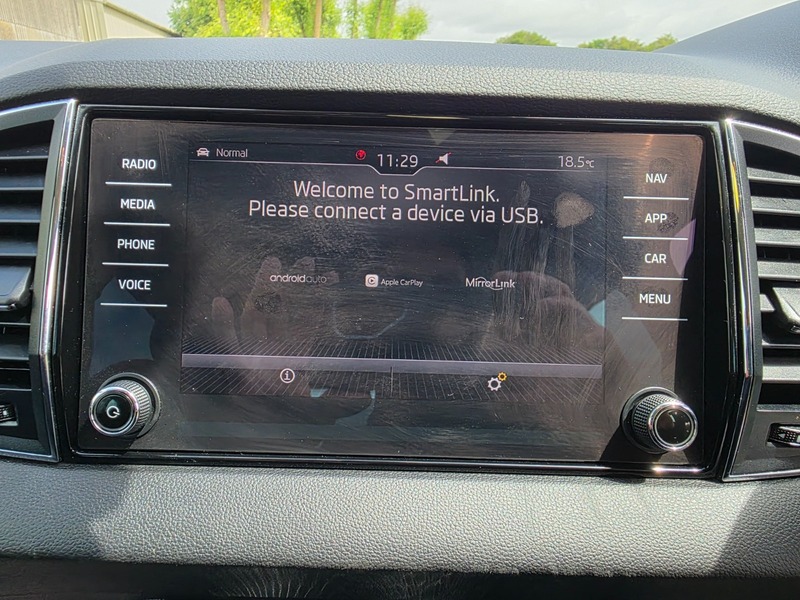 RADIO
MEDIA
PHONE
VOICE
Normal
11:29
18.5°C
Welcome to SmartLink.
Please connect a device via USB.
androidauto
Apple CarPlay
MirrorLink
NAV
APP
CAR
MENU